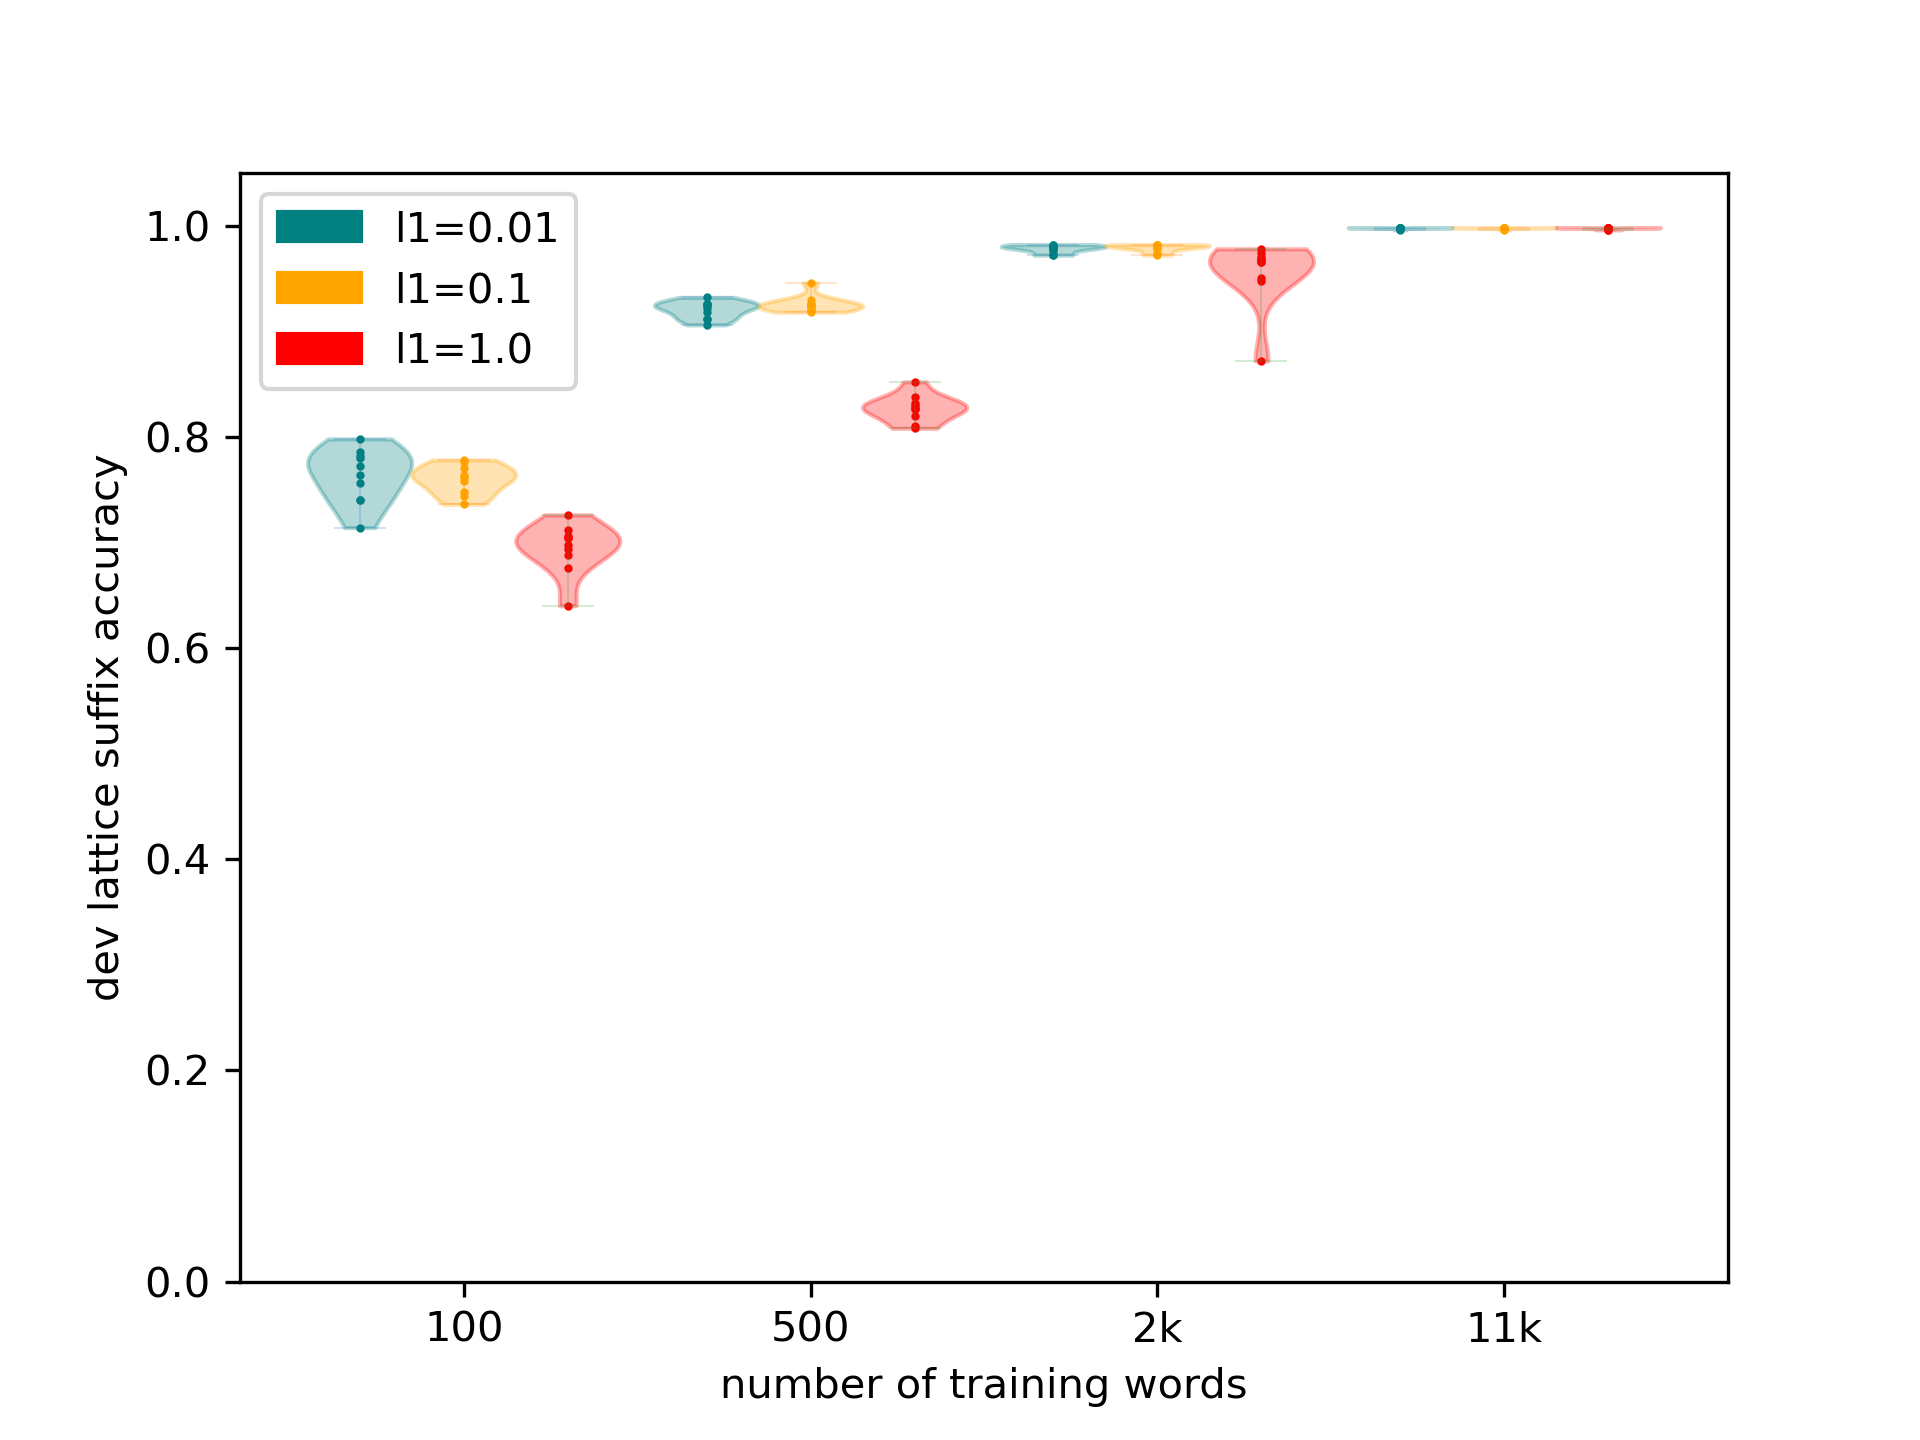 l1=0.01
l1=0.1
l1=1.0
1.0
0.8
0.6
0.4
0.2
0.0
dev lattice suffix accuracy
100 500 2k 11k
number of training words